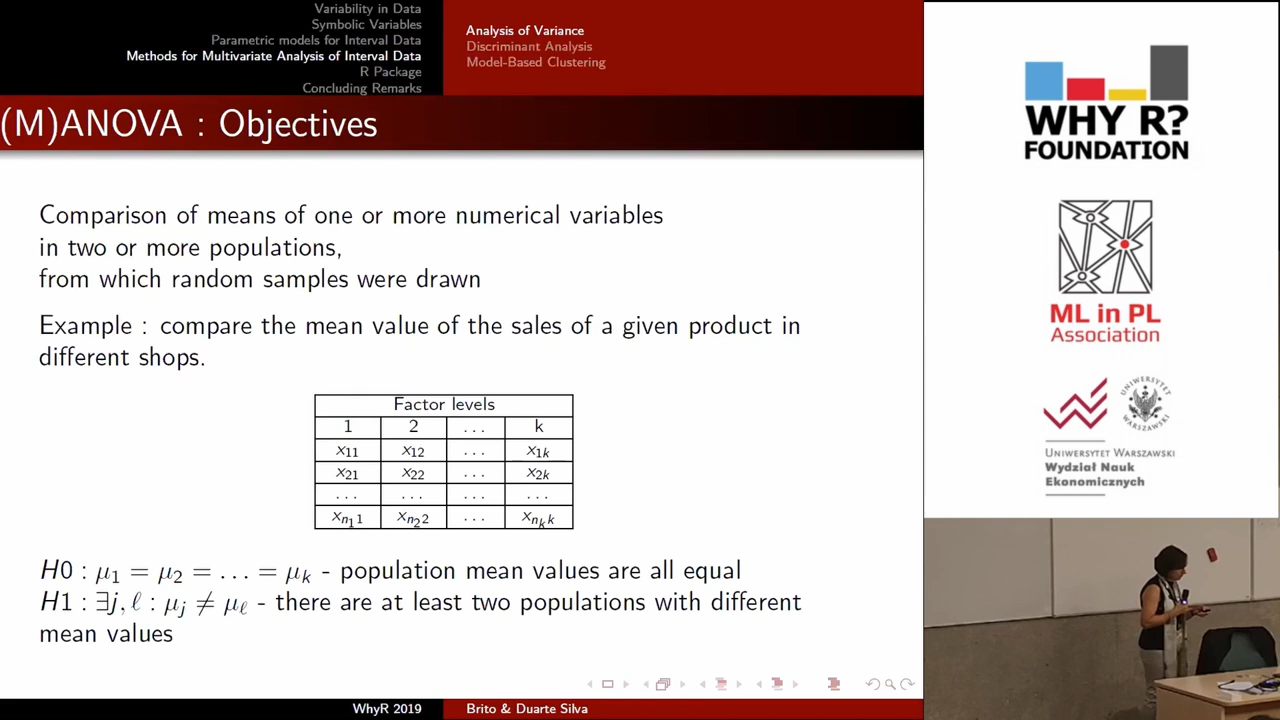 Variability in Data
Symbolic Variables
Parametric models for Interval Data
Methods for Multivariate Analysis of Interval Data
R Package
Concluding Remarks
Analysis of Variance
Discriminant Analysis
Model-Based Clustering
(M)ANOVA : Objectives
Comparison of means of one or more numerical variables
in two or more populations,
from which random samples were drawn
Example : compare the mean value of the sales of a given product in
different shops.
Factor levels
1 2 ... k
x₁₁ x₁₂ ... x₁ₖ
x₂₁ x₂₂ ... x₂ₖ
... ... ... ...
xₙ₁1 xₙ₂2 ... xₙₖk
H0 : μ₁ = μ₂ = ... = μₖ - population mean values are all equal
H1 : ∃j, ℓ : μⱼ ≠ μ_ℓ - there are at least two populations with different
mean values
WhyR 2019
Brito & Duarte Silva
WHY R?
FOUNDATION
ML in PL
Association
UNIWERSYTET WARSZAWSKI
UNIWERSYTET WARSZAWSKI
Wydział Nauk
Ekonomicznych